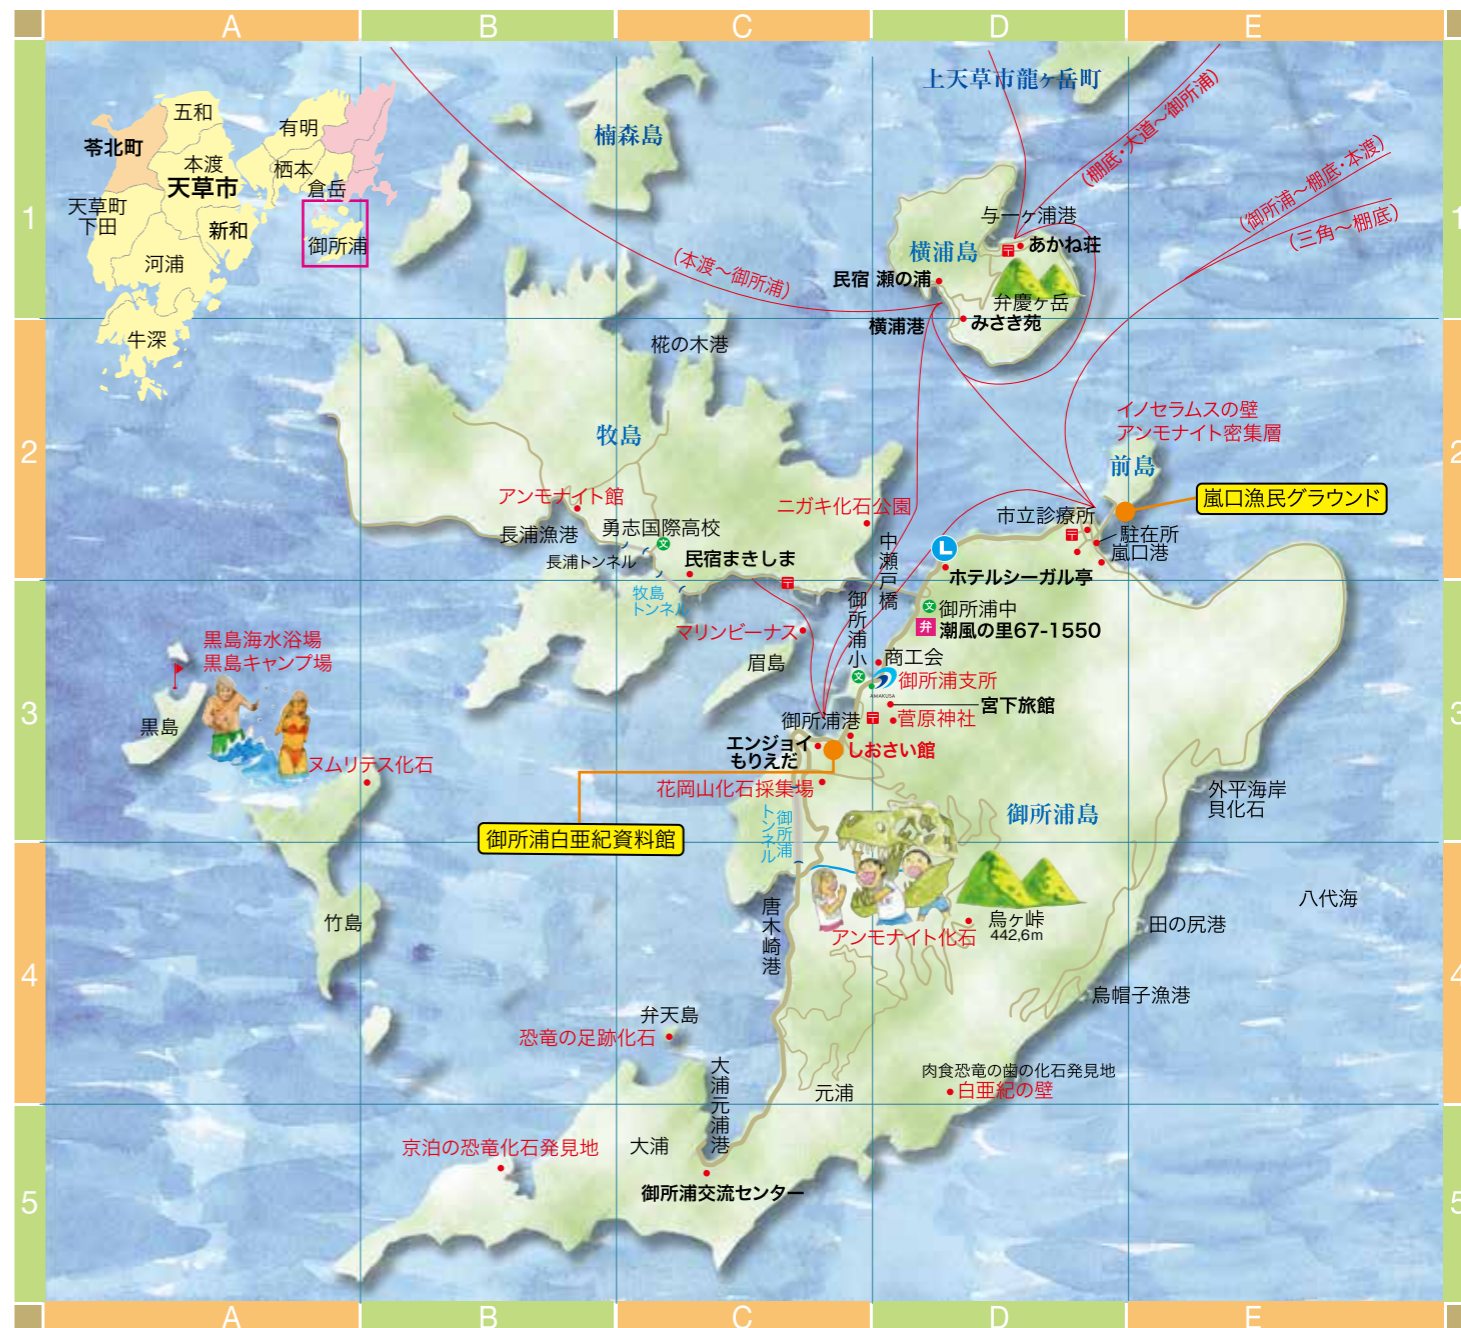 A
B
C
D
E
1
2
3
4
5
1
2
3
4
5
五和
有明
苓北町
本渡
栖本
天草市
倉岳
天草町
下田
新和
御所浦
河浦
牛深
楠森島
上天草市龍ヶ岳町
(棚底・大道～御所浦)
(御所浦～棚底・本渡)
(三角～棚底)
(本渡～御所浦)
与一ヶ浦港
あかね荘
横浦島
民宿 瀬の浦
弁慶ヶ岳
横浦港
みさき苑
椛の木港
牧島
イノセラムスの壁
アンモナイト密集層
前島
嵐口漁民グラウンド
アンモナイト館
ニガキ化石公園
市立診療所
駐在所
嵐口港
長浦漁港
勇志国際高校
文
長浦トンネル
民宿まきしま
中瀬戸橋
L
ホテルシーガル亭
牧島
トンネル
マリンビーナス
眉島
御所浦小
文
文
御所浦中
弁
潮風の里67-1550
商工会
AMAKUSA
御所浦支所
宮下旅館
菅原神社
御所浦港
エンジョイ
もりえだ
しおさい館
黒島海水浴場
黒島キャンプ場
黒島
ヌムリテス化石
花岡山化石採集場
御所浦白亜紀資料館
御所浦
トンネル
御所浦島
外平海岸
貝化石
竹島
唐木崎港
アンモナイト化石
烏ヶ峠
442,6m
田の尻港
八代海
烏帽子漁港
弁天島
恐竜の足跡化石
大浦元浦港
元浦
肉食恐竜の歯の化石発見地
白亜紀の壁
京泊の恐竜化石発見地
大浦
御所浦交流センター
A
B
C
D
E